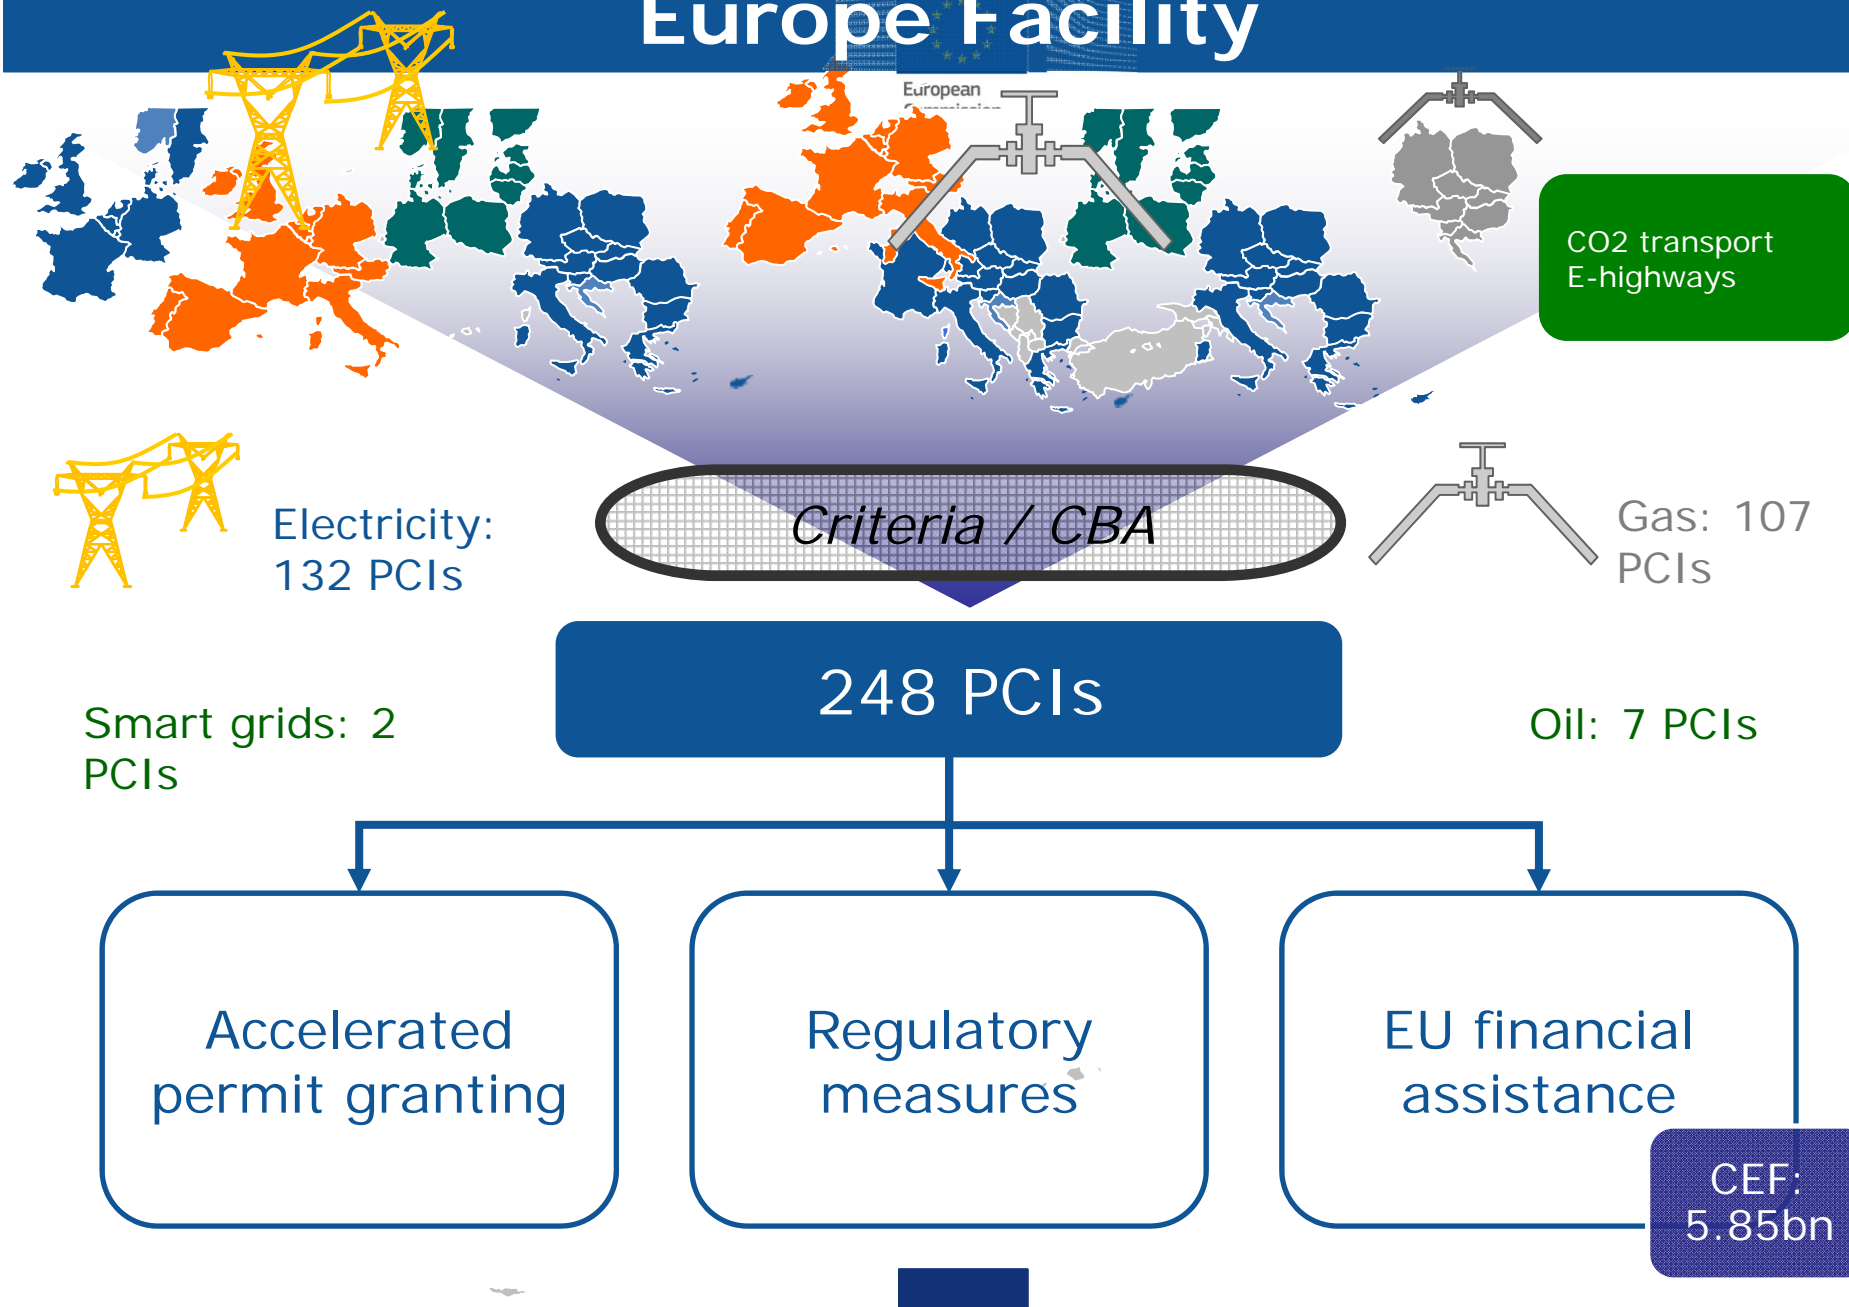 Europe Facility
European
Commission
CO2 transport
E-highways
Electricity:
132 PCIs
Criteria / CBA
Gas: 107
PCIs
248 PCIs
Smart grids: 2
PCIs
Oil: 7 PCIs
Accelerated
permit granting
Regulatory
measures
EU financial
assistance
CEF:
5.85bn